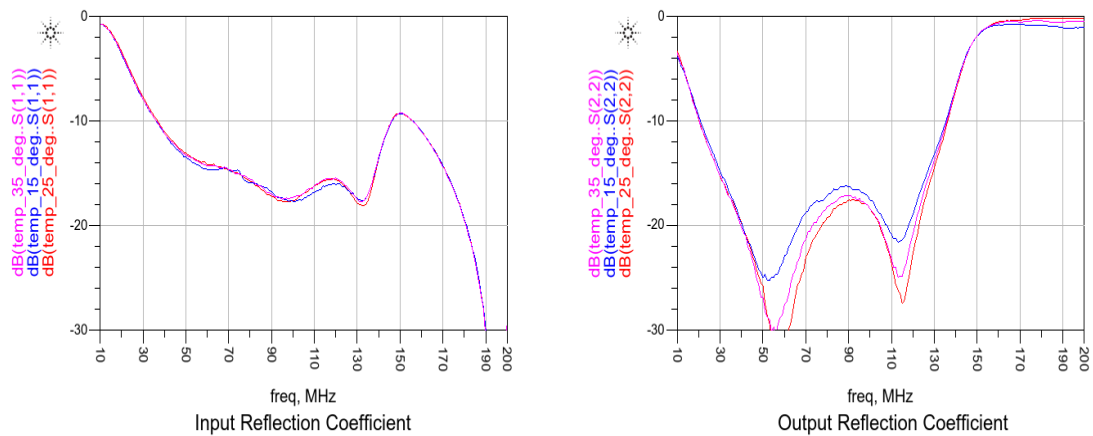 dB(temp_35_deg..S(1,1))
dB(temp_15_deg..S(1,1))
dB(temp_25_deg..S(1,1))
0
-10
-20
-30
10 30 50 70 90 110 130 150 170 190 200
freq, MHz
Input Reflection Coefficient
dB(temp_35_deg..S(2,2))
dB(temp_15_deg..S(2,2))
dB(temp_25_deg..S(2,2))
0
-10
-20
-30
10 30 50 70 90 110 130 150 170 190 200
freq, MHz
Output Reflection Coefficient